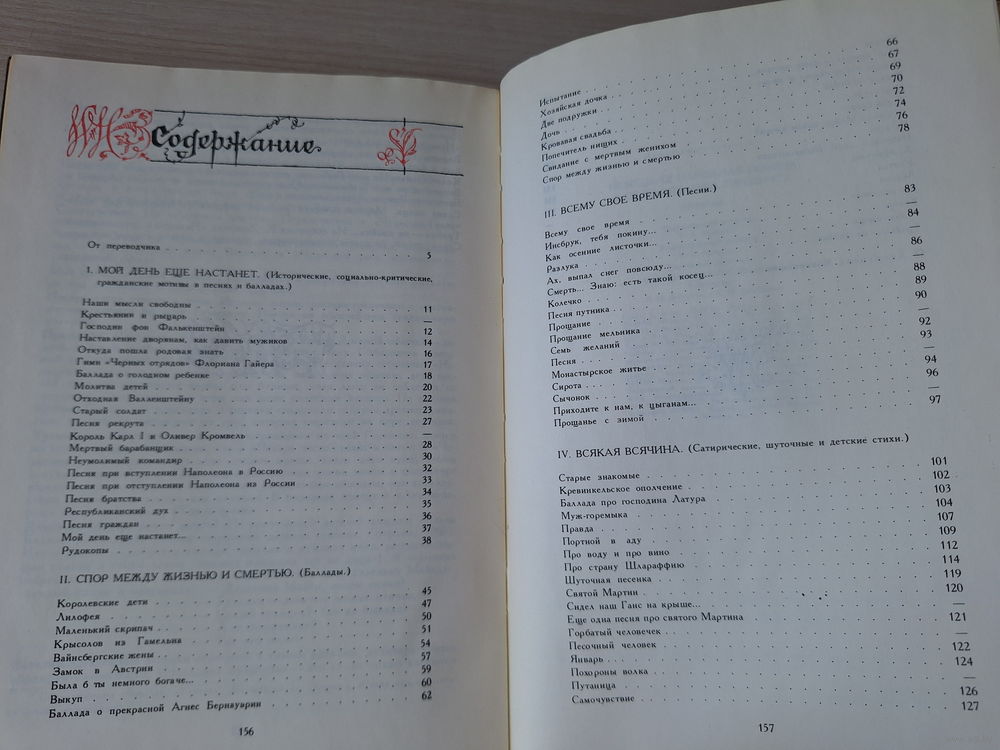 Содержание
От переводчика 5
I. МОЙ ДЕНЬ ЕЩЕ НАСТАНЕТ. (Исторические, социально-критические,
гражданские мотивы в песнях и балладах.)
Наши мысли свободны 11
Крестьянин и рыцарь —
Господин фон Фалькенштейн 12
Наставление дворянам, как давить мужиков 14
Откуда пошла родовая знать 16
Гимн «Черных отрядов» Флориана Гайера 17
Баллада о голодном ребенке 18
Молитва детей 20
Отходная Валленштейну 22
Старый солдат 23
Песня рекрута 27
Король Карл I и Оливер Кромвель —
Мертвый барабанщик 28
Неумолимый командир 30
Песня при вступлении Наполеона в Россию 32
Песня при отступлении Наполеона из России 33
Песня братства 34
Республиканский дух 35
Песня граждан 36
Мой день еще настанет... 37
Рудокопы 38
II. СПОР МЕЖДУ ЖИЗНЬЮ И СМЕРТЬЮ. (Баллады.)
Королевские дети 45
Лилофея 47
Маленький скрипач 50
Крысолов из Гамельна 51
Вайнсбергские жены 54
Замок в Австрии 57
Была б ты немного богаче... 59
Выкуп 60
Баллада о прекрасной Агнес Бернауврин 62
156
Испытание 66
Хозяйская дочка 67
Две подружки 69
Дочь 70
Кровавая свадьба 72
Попечитель нищих 74
Свидание с мертвым женихом 76
Спор между жизнью и смертью 78
III. ВСЕМУ СВОЕ ВРЕМЯ. (Песни.)
Всему свое время 83
Инсбрук, тебя покину... —
Как осенние листочки... 84
Разлука —
Ах, выпал снег повсюду... 86
Смерть... Знаю: есть такой косец... —
Колечко 88
Песня путника 89
Прощание 90
Прощание мельника —
Семь желаний 92
Песня 93
Монастырское житье —
Сирота 94
Сычонок 96
Приходите к нам, к цыганам... —
Прощанье с зимой 97
IV. ВСЯКАЯ ВСЯЧИНА. (Сатирические, шуточные и детские стихи.)
Старые знакомые 101
Кревинкельское ополчение 102
Баллада про господина Латура 103
Муж-горемыка 104
Правда 107
Портной в аду 109
Про воду и про вино 112
Про страну Шлараффию 114
Шуточная песенка 119
Святой Мартин 120
Сидел наш Ганс на крыше... —
Еще одна песня про святого Мартина 121
Горбатый человечек —
Песочный человек 122
Январь 124
Похороны волка —
Путаница 126
Самочувствие 127
157